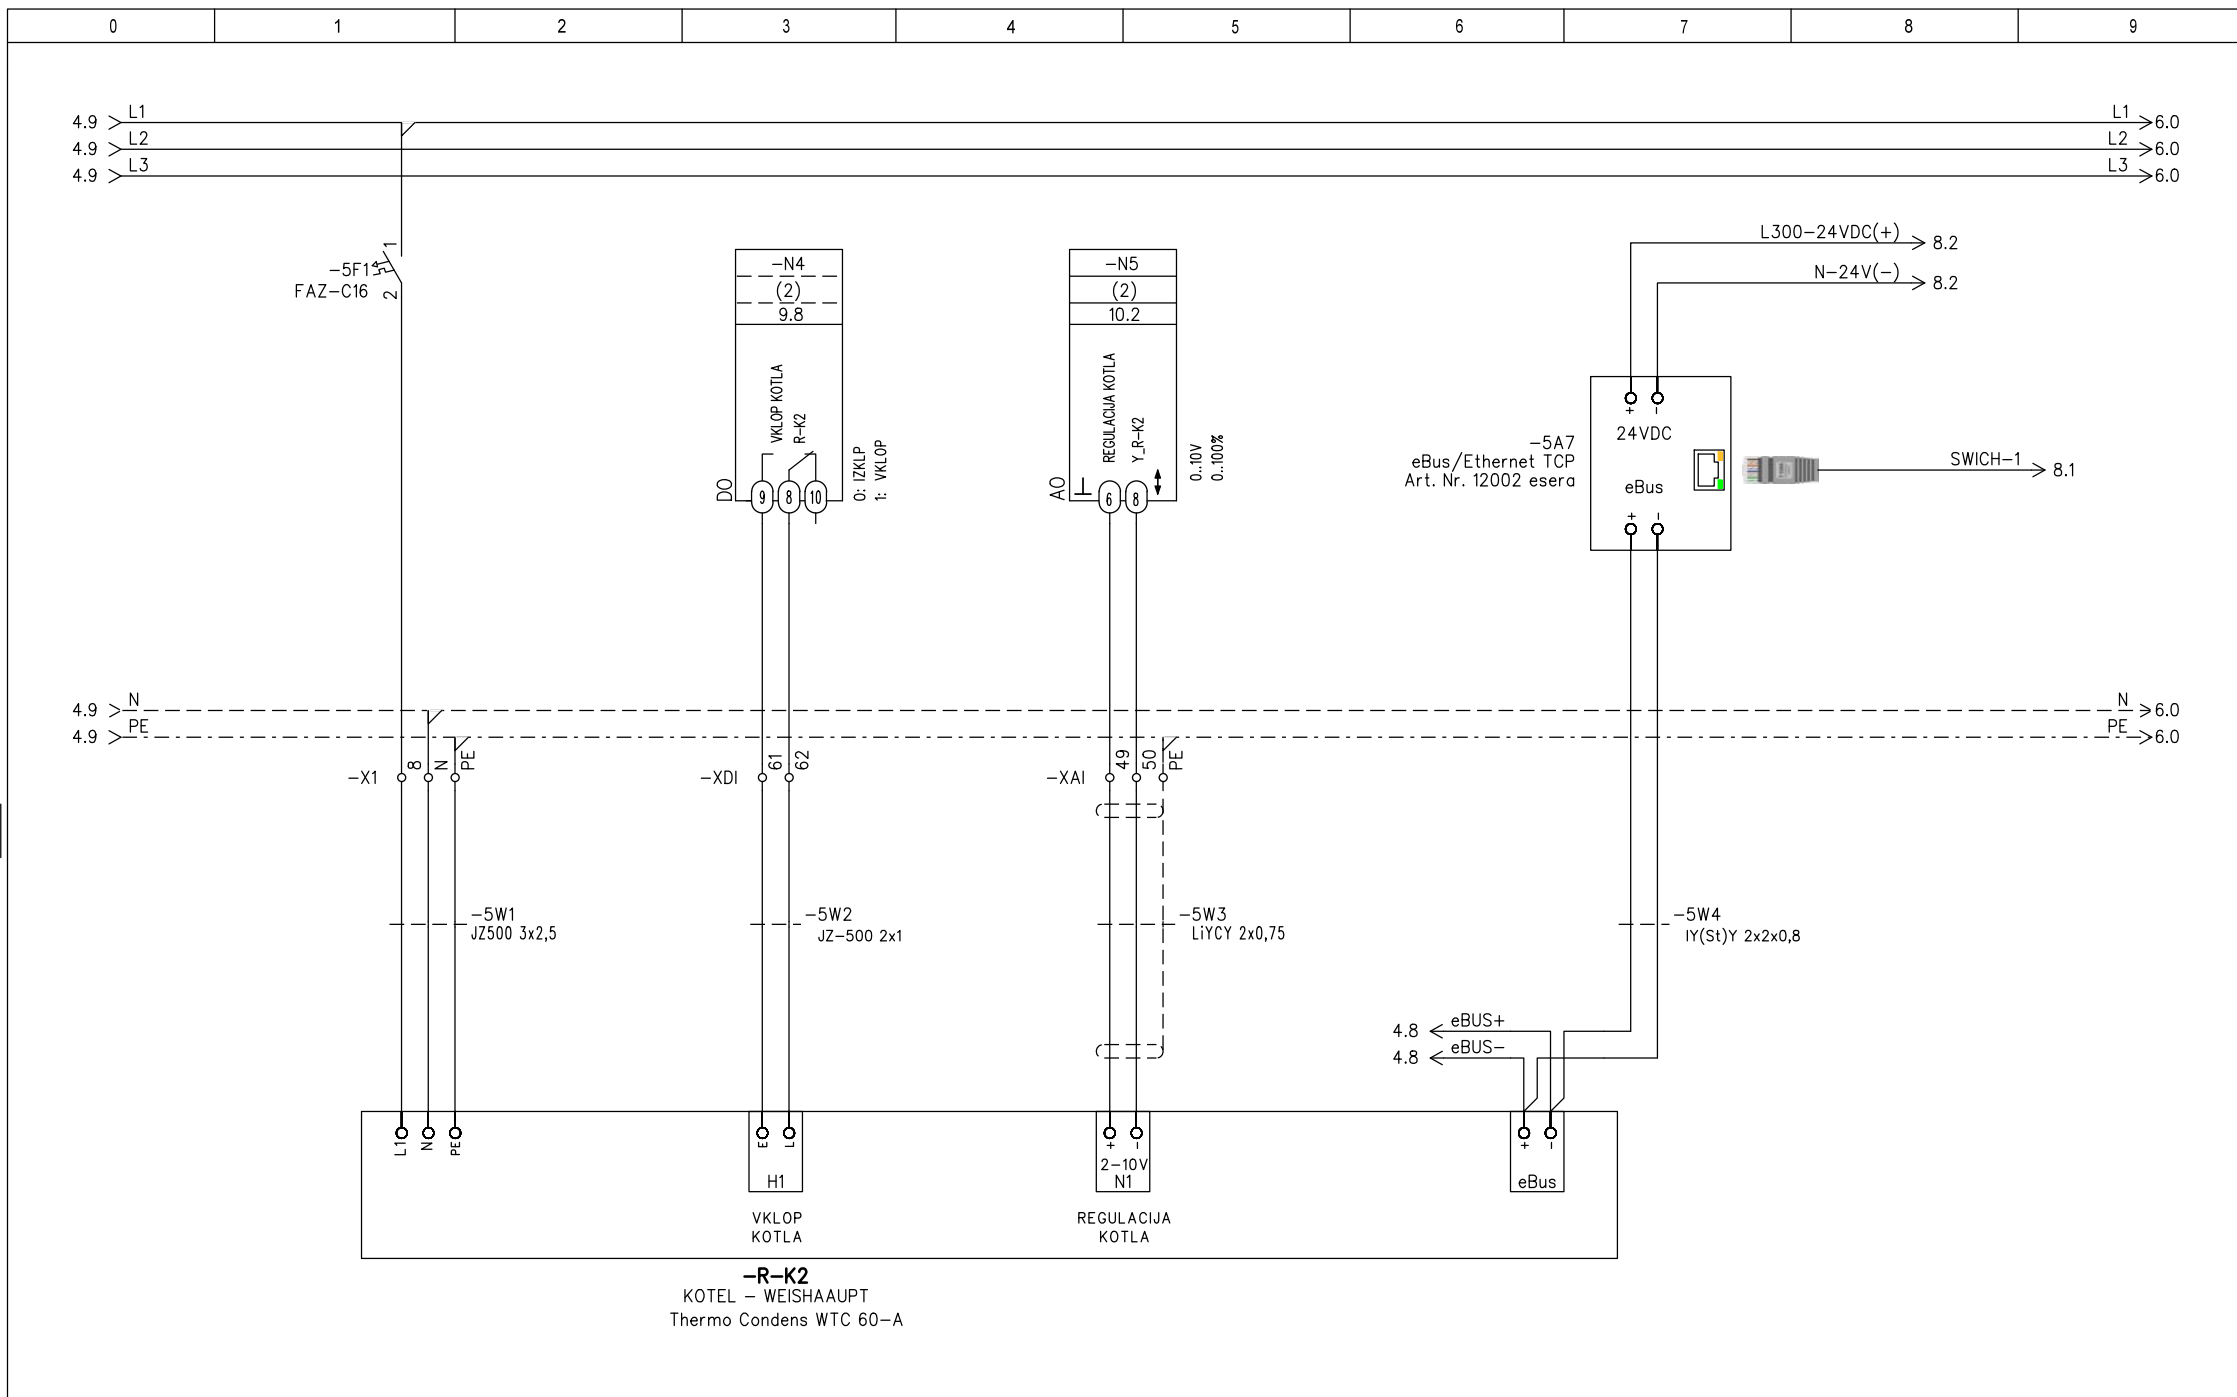 0 1 2 3 4 5 6 7 8 9
4.9 L1 L1 6.0
4.9 L2 L2 6.0
4.9 L3 L3 6.0
L300-24VDC(+) 8.2
N-24V(-) 8.2
1
-5F1
FAZ-C16
2
-N4
(2)
9.8
VKLOP KOTLA
R-K2
DO
9 8 10
0: IZKLP
1: VKLOP
-N5
(2)
10.2
REGULACIJA KOTLA
Y_R-K2
AO
6 8
0..10V
0..100%
+ -
24VDC
-5A7
eBus/Ethernet TCP
Art. Nr. 12002 esera
eBus
+ -
SWICH-1 8.1
4.9 N N 6.0
4.9 PE PE 6.0
-X1 8 N PE
-XDI 61 62
-XAI 49 50 PE
-5W1
JZ500 3x2,5
-5W2
JZ-500 2x1
-5W3
LiYCY 2x0,75
-5W4
IY(St)Y 2x2x0,8
4.8 eBUS+
4.8 eBUS-
L1 N PE
E L
H1
+ -
2-10V
N1
+ -
eBus
VKLOP
KOTLA
REGULACIJA
KOTLA
-R-K2
KOTEL - WEISHAAUPT
Thermo Condens WTC 60-A